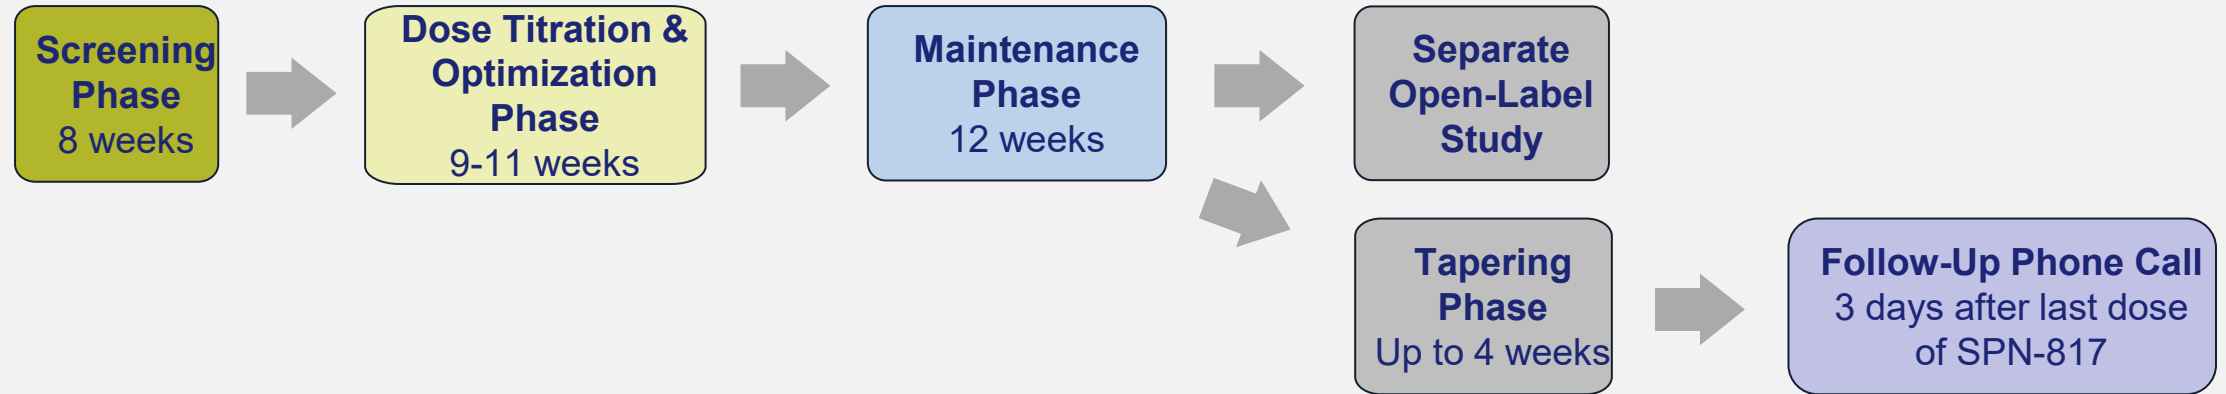 Screening
Phase
8 weeks
Dose Titration &
Optimization
Phase
9-11 weeks
Maintenance
Phase
12 weeks
Separate
Open-Label
Study
Tapering
Phase
Up to 4 weeks
Follow-Up Phone Call
3 days after last dose
of SPN-817